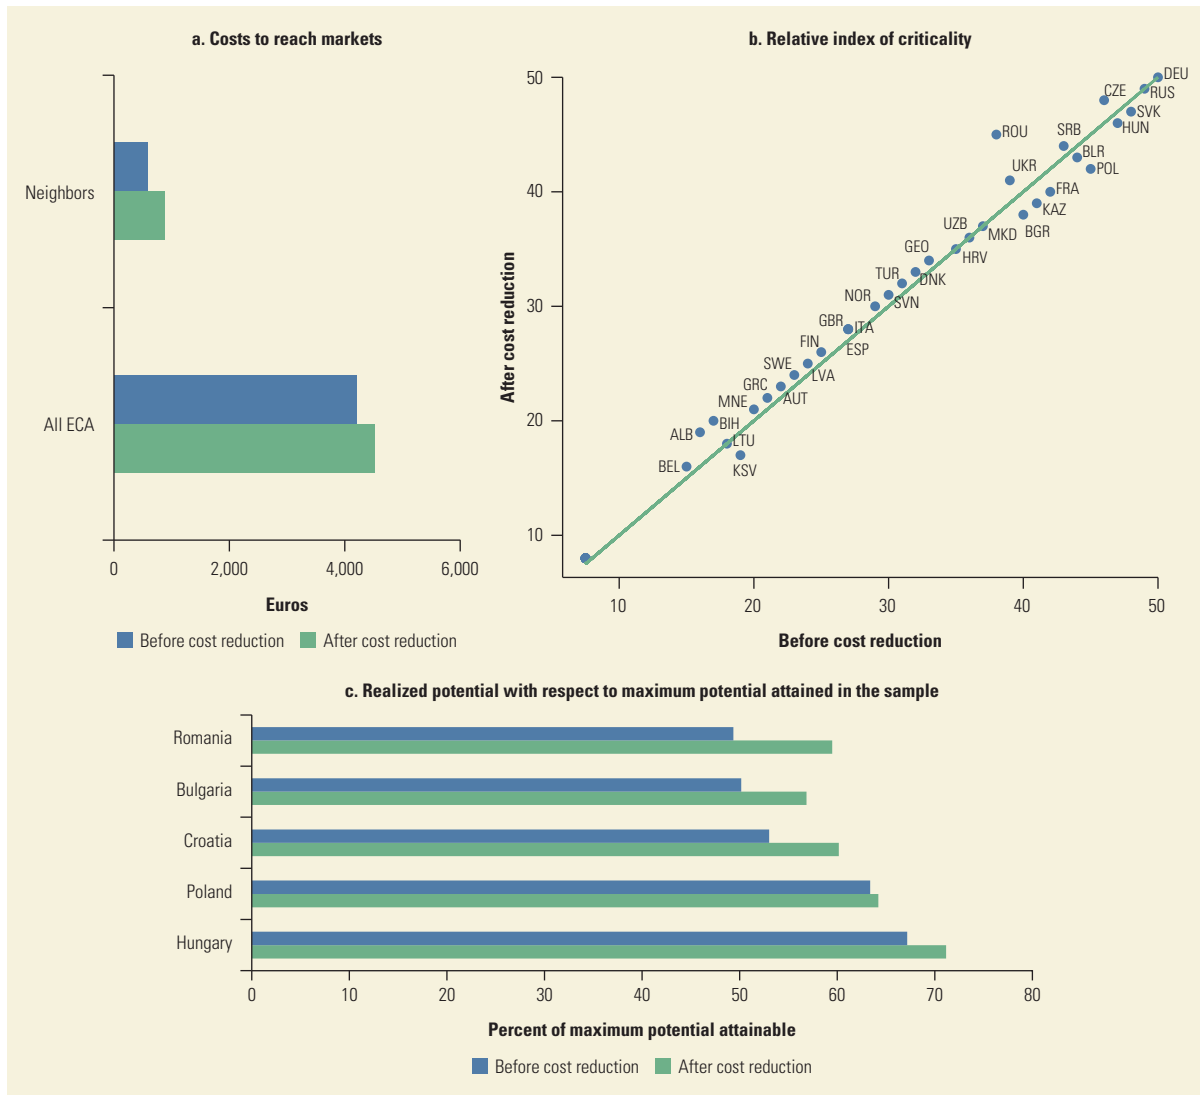 a. Costs to reach markets
Neighbors
All ECA
0 2,000 4,000 6,000
Euros
Before cost reduction After cost reduction
b. Relative index of criticality
After cost reduction
50
40
30
20
10
DEU
RUS
CZE
SVK
HUN
ROU
SRB
BLR
POL
UKR
FRA
KAZ
BGR
UZB
MKD
HRV
GEO
TUR
DNK
NOR
SVN
GBR
ITA
ESP
FIN
SWE
LVA
GRC
AUT
MNE
BIH
ALB
LTU
BEL
KSV
10 20 30 40 50
Before cost reduction
c. Realized potential with respect to maximum potential attained in the sample
Romania
Bulgaria
Croatia
Poland
Hungary
0 10 20 30 40 50 60 70 80
Percent of maximum potential attainable
Before cost reduction After cost reduction